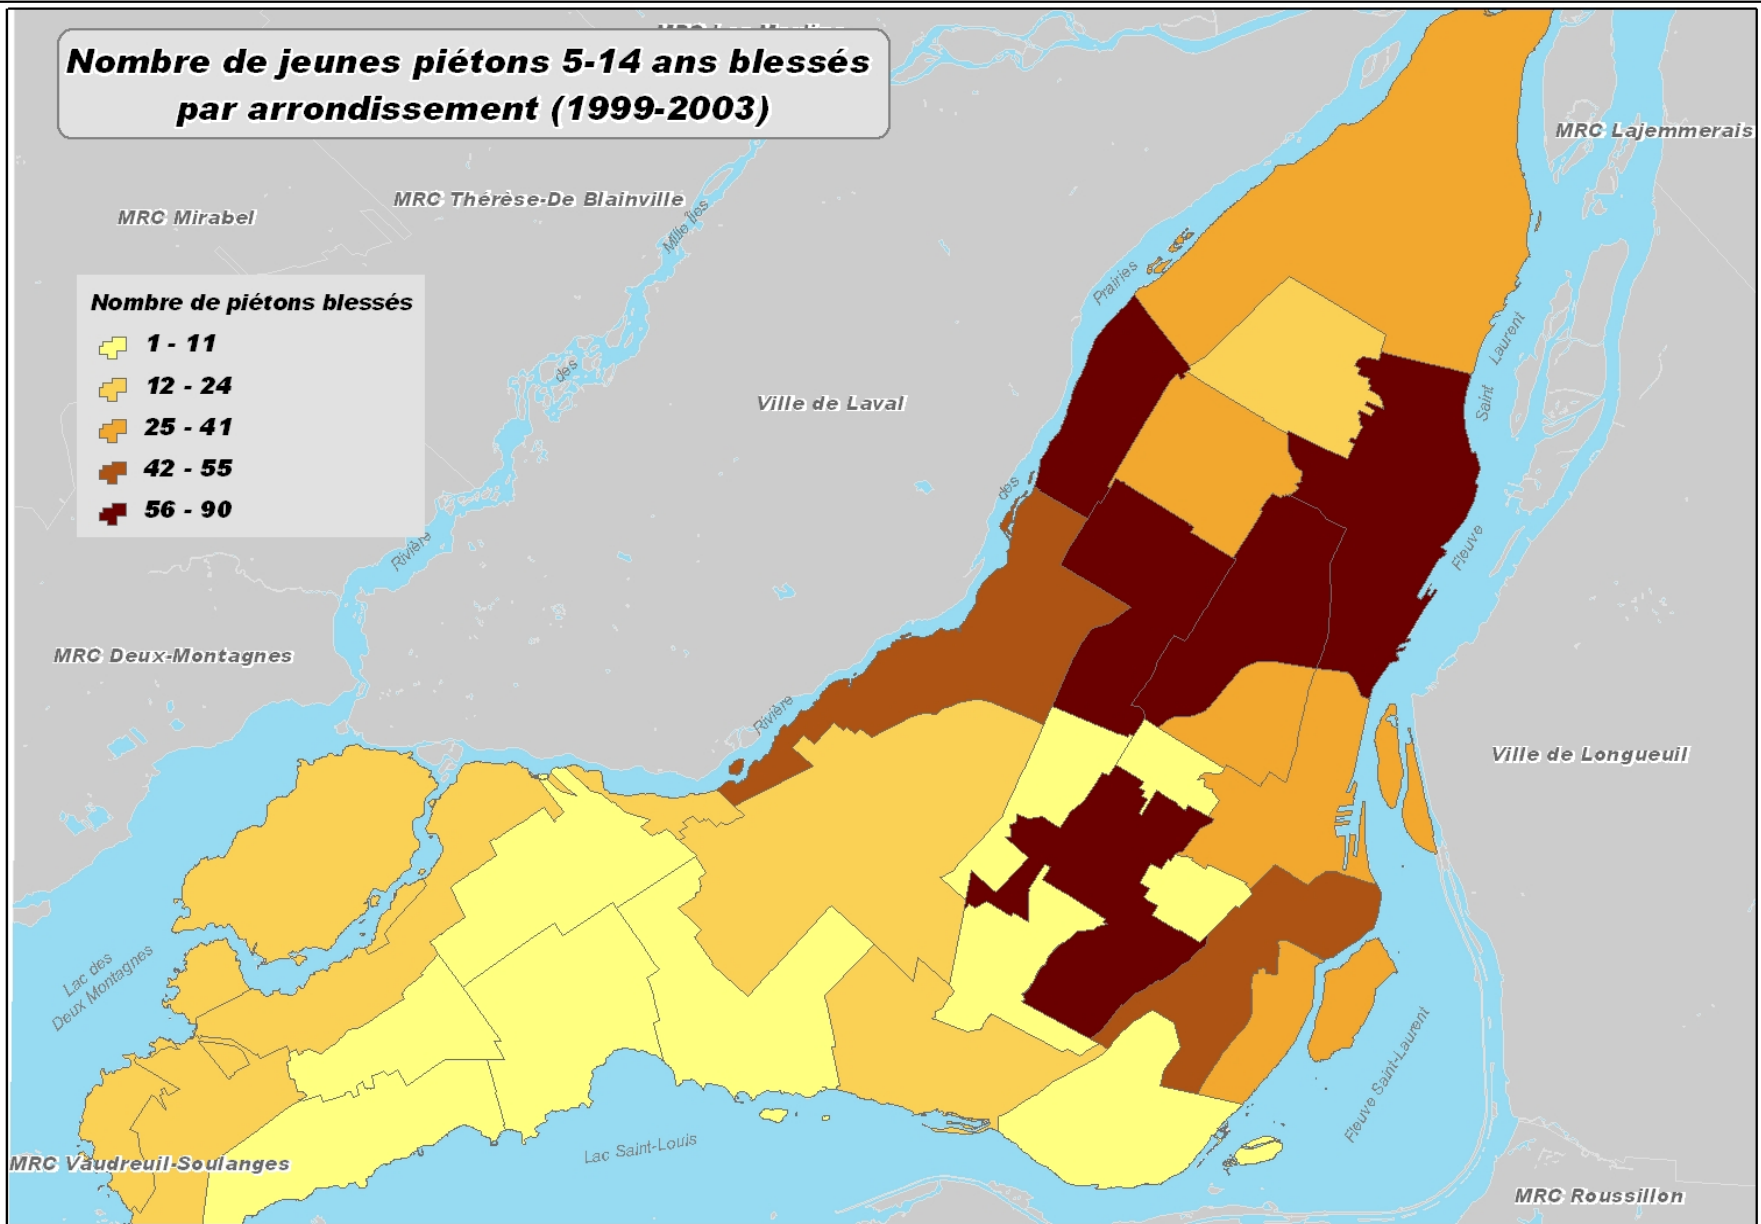 Nombre de jeunes piétons 5-14 ans blessés
par arrondissement (1999-2003)
MRC Lajemmerais
MRC Thérèse-De Blainville
MRC Mirabel
Mille Îles
Prairies
Nombre de piétons blessés
1 - 11
12 - 24
25 - 41
42 - 55
56 - 90
Laurent
Saint
des
Ville de Laval
des
Rivière
Fleuve
MRC Deux-Montagnes
Rivière
Ville de Longueuil
Lac des
Deux Montagnes
Fleuve Saint-Laurent
Lac Saint-Louis
MRC Vaudreuil-Soulanges
MRC Roussillon